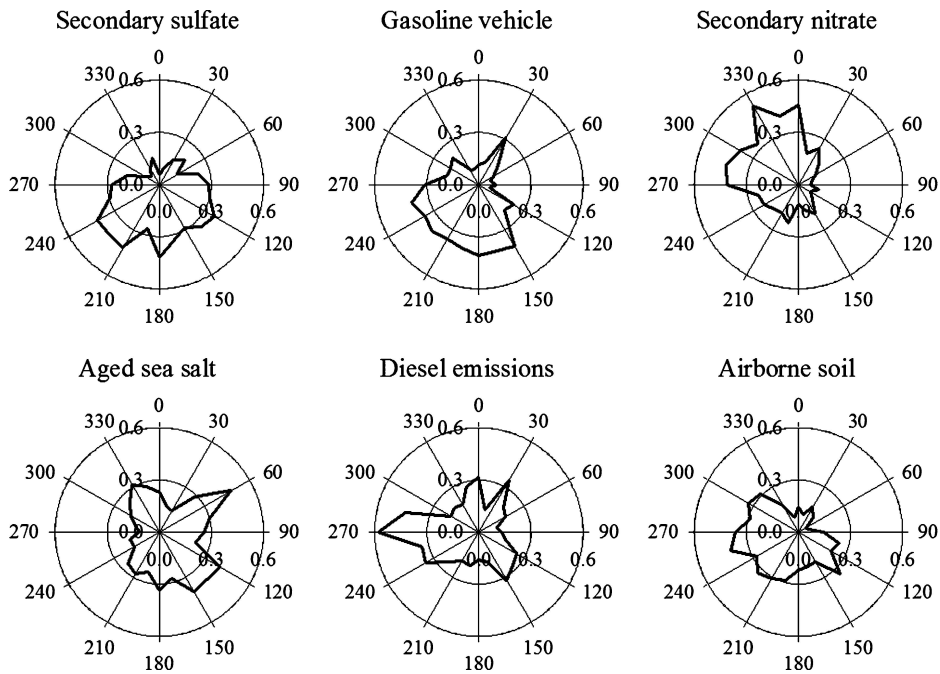 Secondary sulfate Gasoline vehicle Secondary nitrate
0 0 0
330 0.6 30 330 0.6 30 330 0.6 30
300 0.3 60 300 0.3 60 300 0.3 60
270 0.0 90 270 0.0 90 270 0.0 90
0.0 0.3 0.6 0.0 0.3 0.6 0.0 0.3 0.6
240 120 240 120 240 120
210 150 210 150 210 150
180 180 180
Aged sea salt Diesel emissions Airborne soil
0 0 0
330 0.6 30 330 0.6 30 330 0.6 30
300 0.3 60 300 0.3 60 300 0.3 60
270 0.0 90 270 0.0 90 270 0.0 90
0.0 0.3 0.6 0.0 0.3 0.6 0.0 0.3 0.6
240 120 240 120 240 120
210 150 210 150 210 150
180 180 180